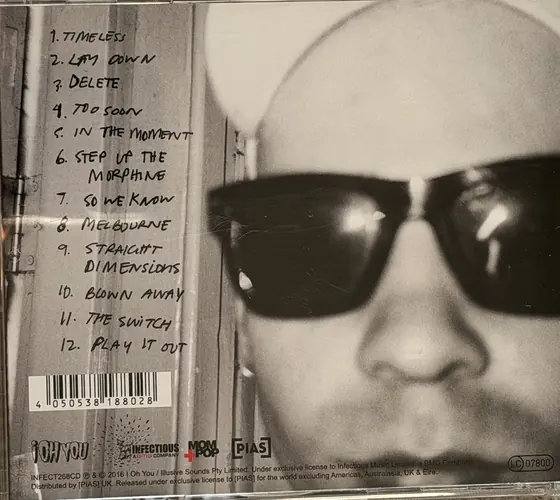 1. TIMELESS
2. LAY DOWN
3. DELETE
4. TOO SOON
5. IN THE MOMENT
6. STEP UP THE
MORPHINE
7. SO WE KNOW
8. MELBOURNE
9. STRAIGHT
DIMENSIONS
10. BLOWN AWAY
11. THE SWITCH
12. PLAY IT OUT
4 050538 188028
I OH YOU
INFECTIOUS
COMPANY
MOM+POP
[PIAS]
LC 07800
INFECT268CD ℗ & © 2016 I Oh You / Illusive Sounds Pty Limited. Under exclusive license to Infectious Music
Distributed by [PIAS] UK. Released under exclusive license to [PIAS] for the world excluding Americas, Australasia, UK & Eire.